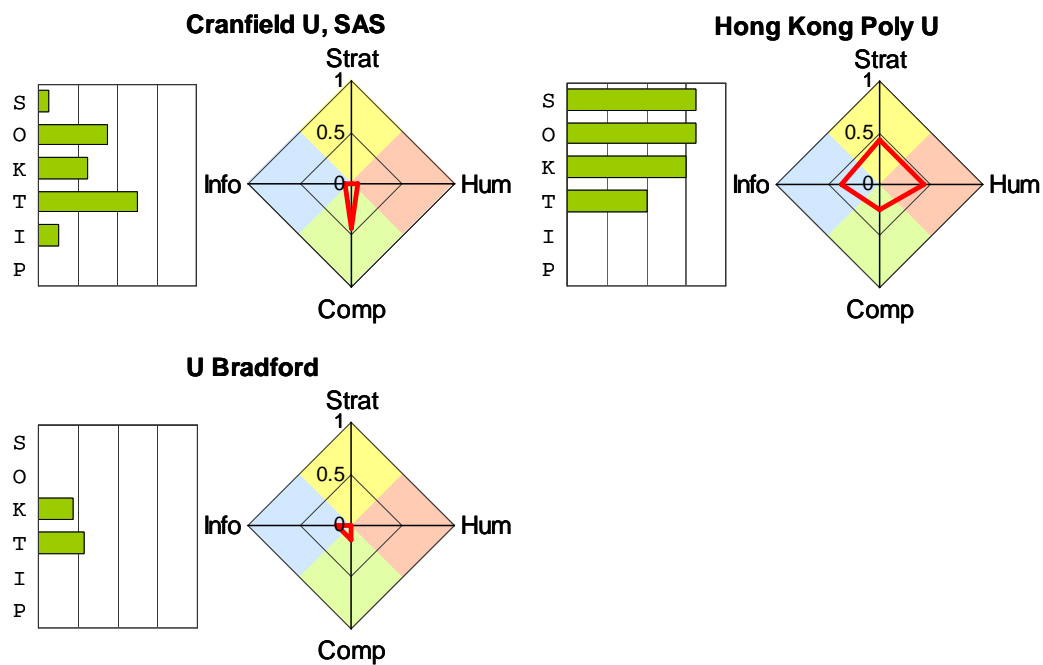 Cranfield U, SAS
S
O
K
T
I
P
Strat
1
0.5
0
Info
Hum
Comp
Hong Kong Poly U
S
O
K
T
I
P
Strat
1
0.5
0
Info
Hum
Comp
U Bradford
S
O
K
T
I
P
Strat
1
0.5
0
Info
Hum
Comp